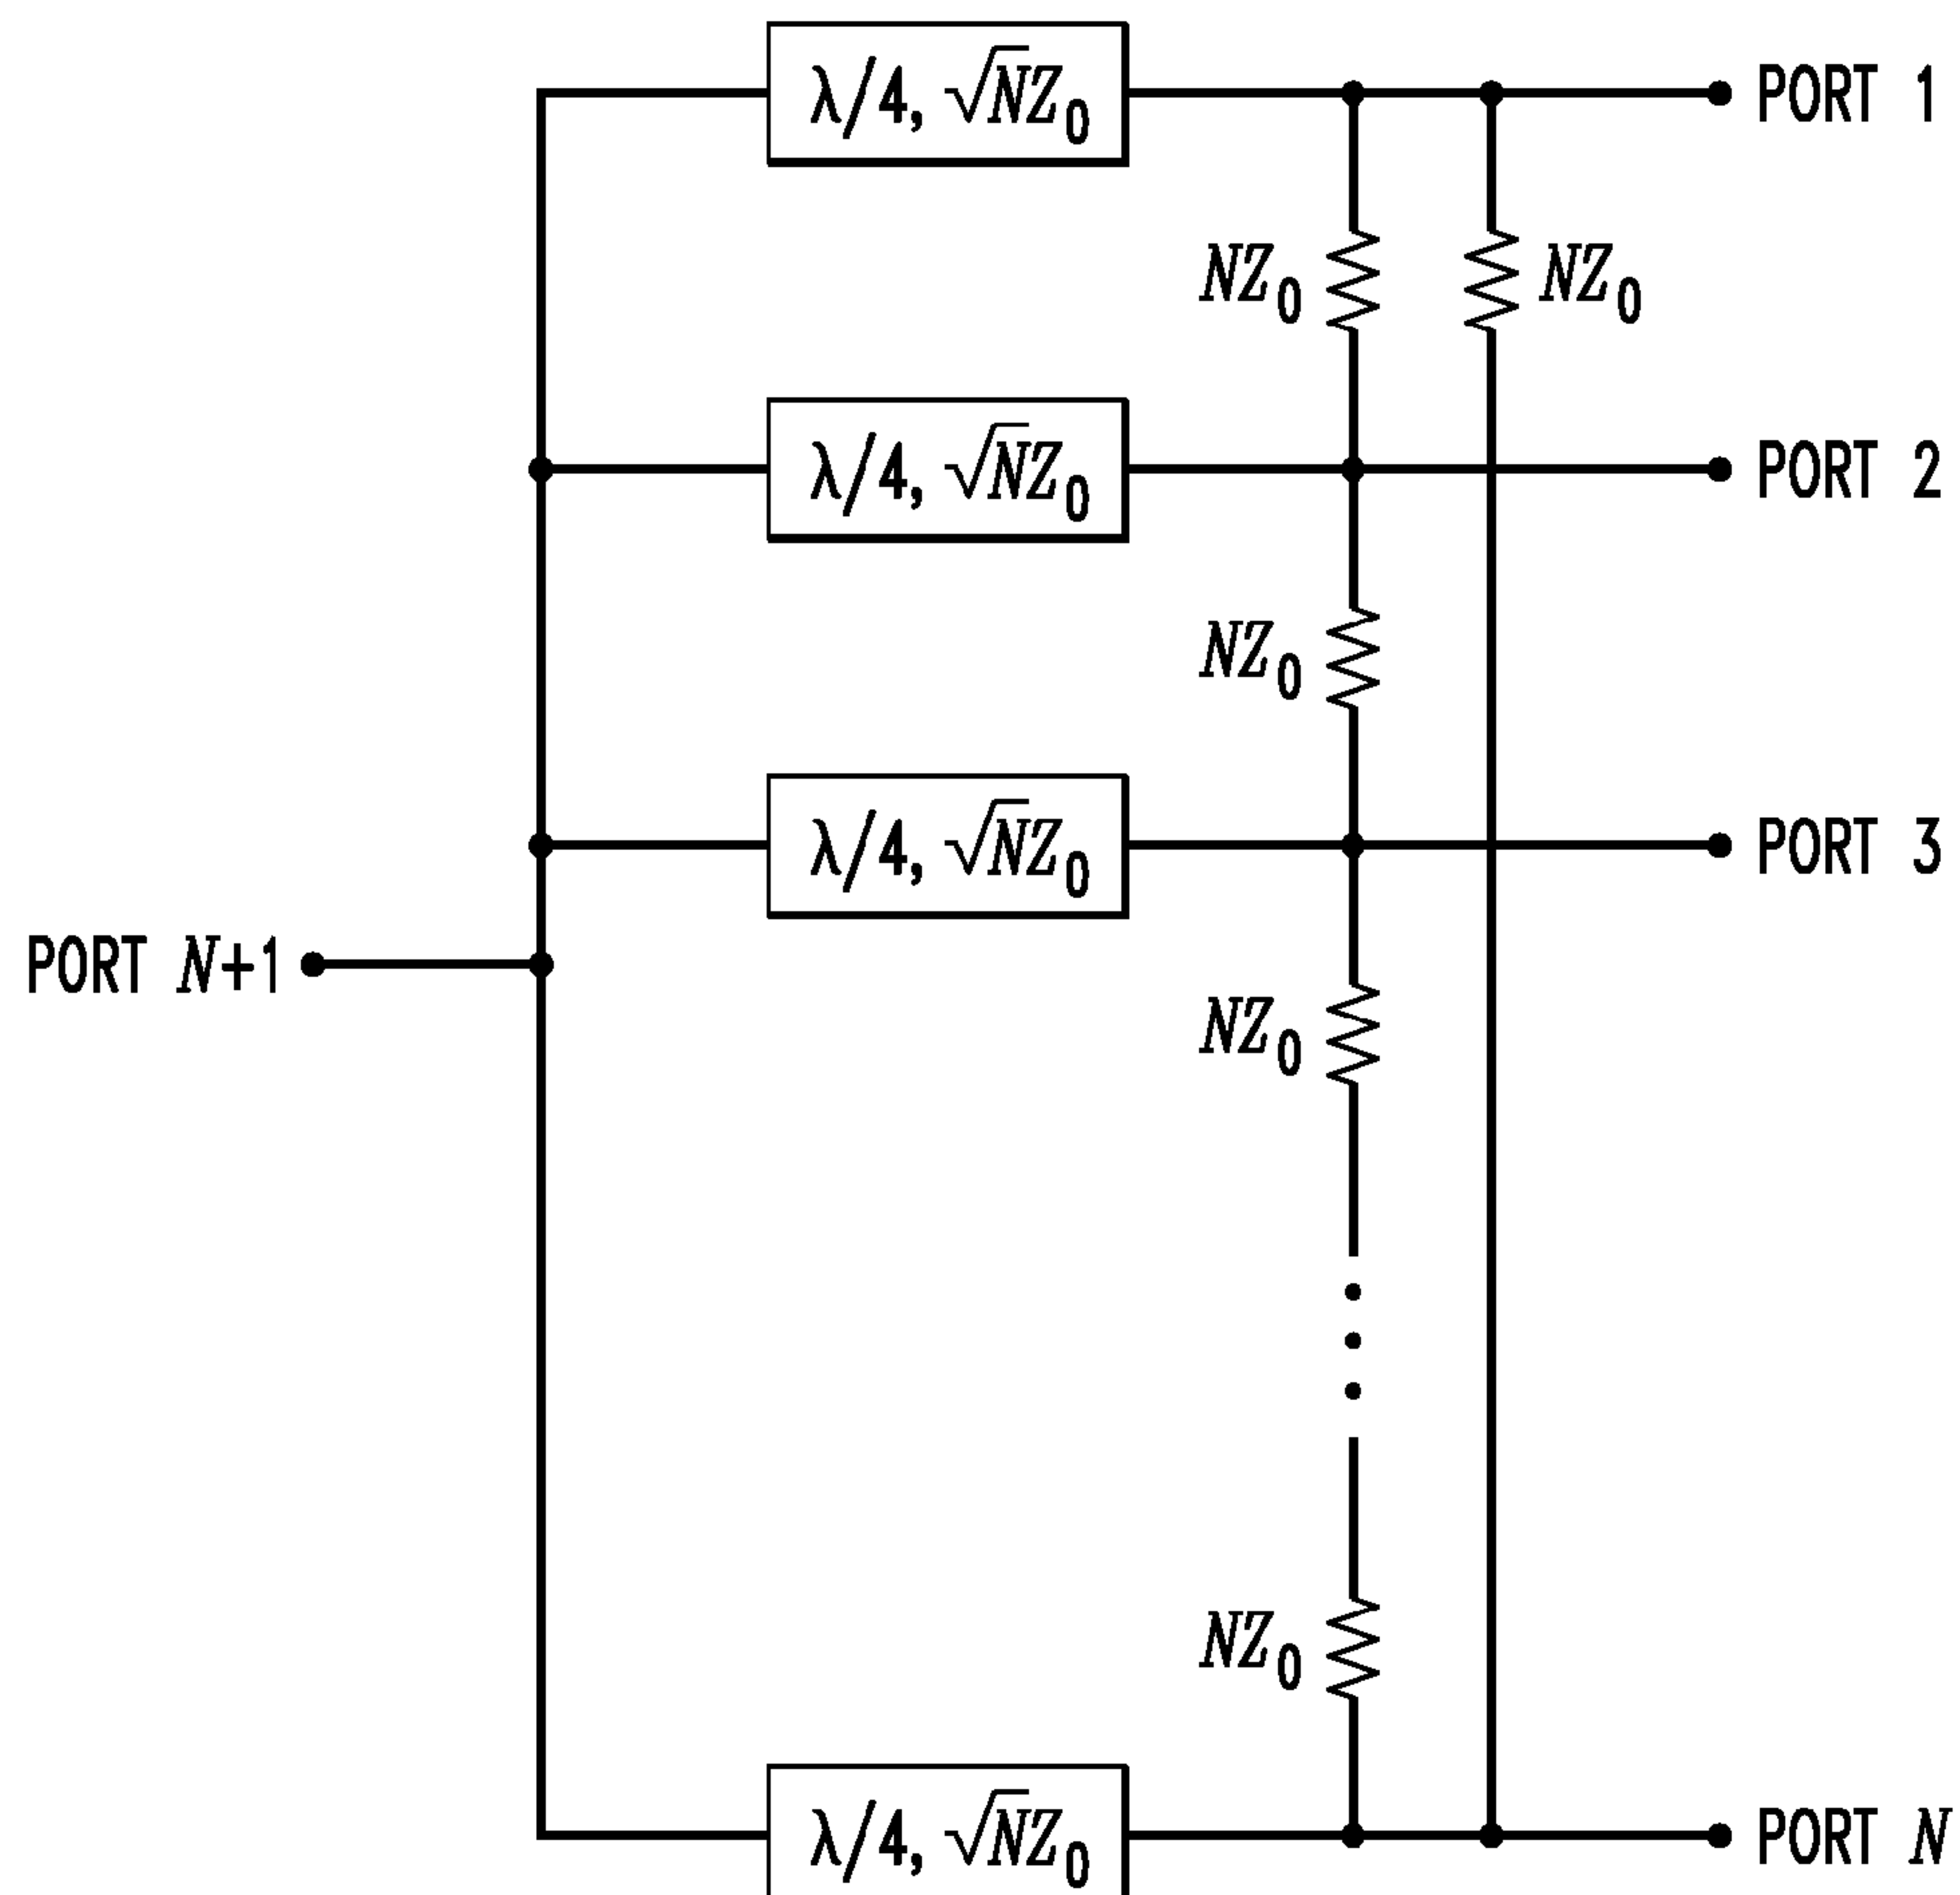 λ/4, √NZ0
PORT 1
NZ0
NZ0
λ/4, √NZ0
PORT 2
NZ0
λ/4, √NZ0
PORT 3
PORT N+1
NZ0
NZ0
λ/4, √NZ0
PORT N